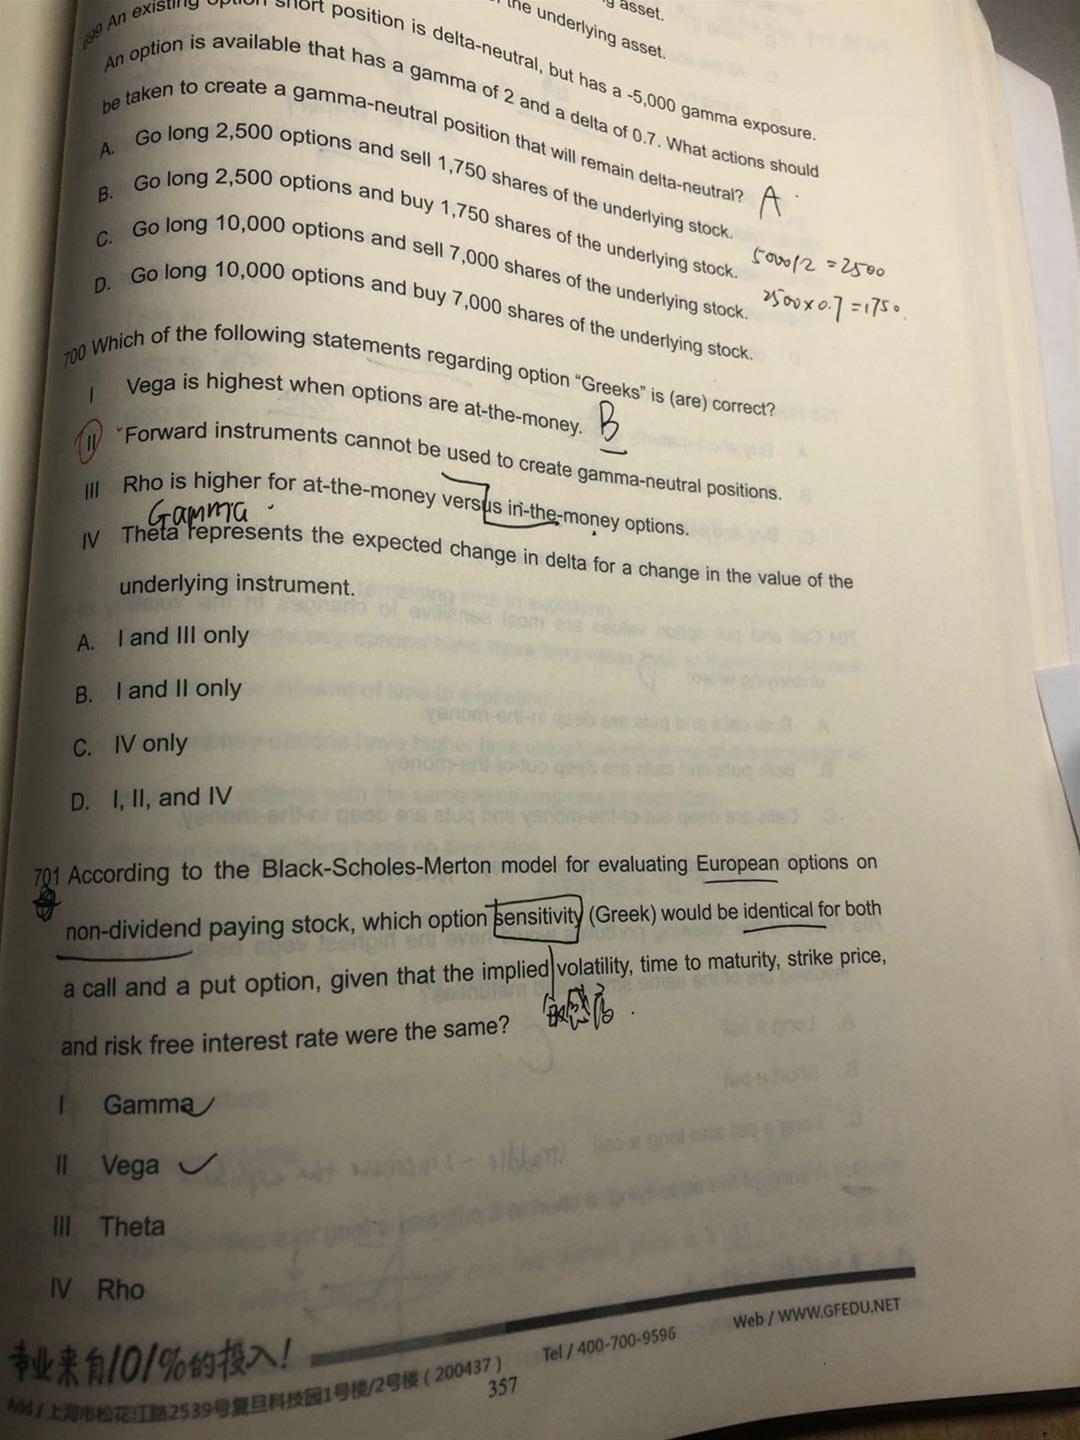 the underlying asset.
699 An existing option short position is delta-neutral, but has a -5,000 gamma exposure.
An option is available that has a gamma of 2 and a delta of 0.7. What actions should
be taken to create a gamma-neutral position that will remain delta-neutral? A
A. Go long 2,500 options and sell 1,750 shares of the underlying stock.
B. Go long 2,500 options and buy 1,750 shares of the underlying stock.
5000/2 = 2500
C. Go long 10,000 options and sell 7,000 shares of the underlying stock.
2500×0.7=1750.
D. Go long 10,000 options and buy 7,000 shares of the underlying stock.
700 Which of the following statements regarding option “Greeks” is (are) correct?
I Vega is highest when options are at-the-money. B
II Forward instruments cannot be used to create gamma-neutral positions.
III Rho is higher for at-the-money versus in-the-money options.
Gamma
IV Theta represents the expected change in delta for a change in the value of the
underlying instrument.
A. I and III only
B. I and II only
C. IV only
D. I, II, and IV
701 According to the Black-Scholes-Merton model for evaluating European options on
non-dividend paying stock, which option sensitivity (Greek) would be identical for both
a call and a put option, given that the implied volatility, time to maturity, strike price,
and risk free interest rate were the same?
I Gamma
II Vega
III Theta
IV Rho
专业来自101%的投入!
Add / 上海市松花江路2539号复旦科技园1号楼/2号楼 ( 200437 ) Tel / 400-700-9596 Web / WWW.GFEDU.NET
357